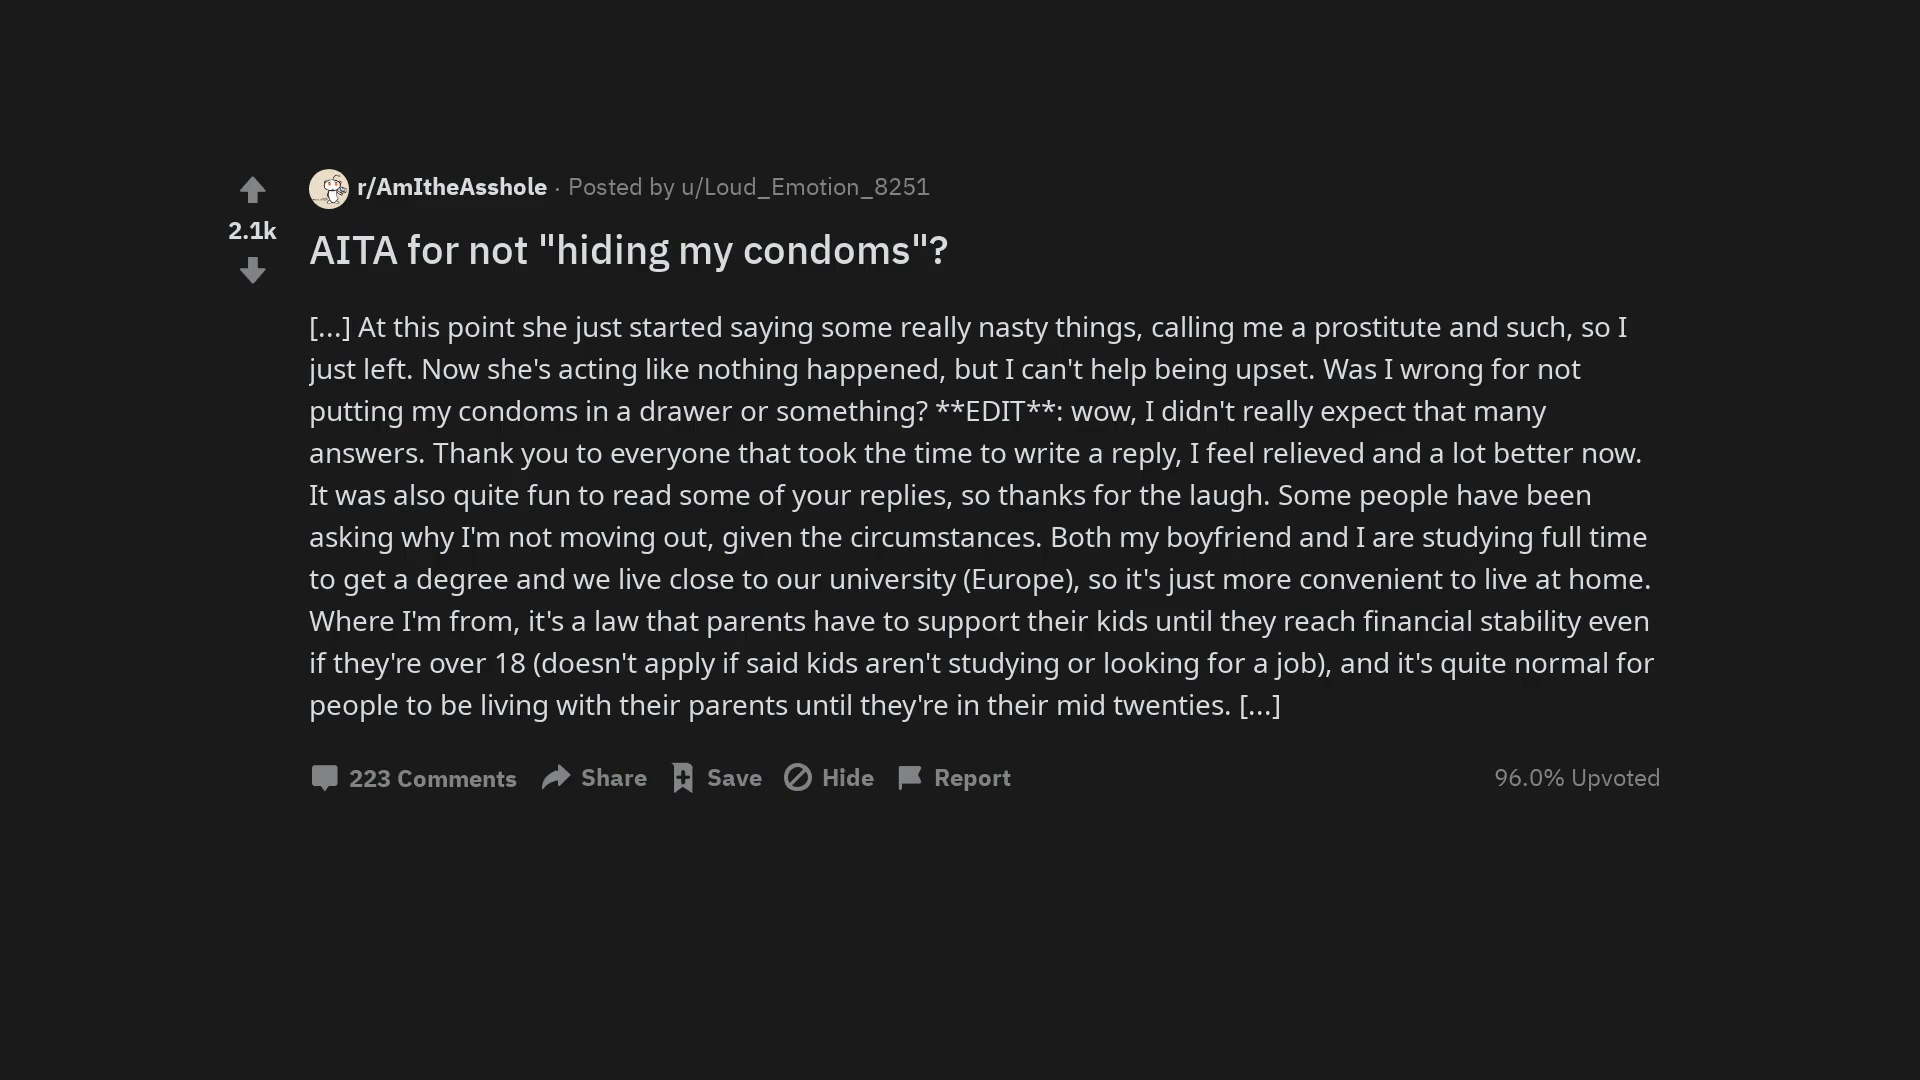 r/AmItheAsshole · Posted by u/Loud_Emotion_8251
2.1k
AITA for not "hiding my condoms"?
[...] At this point she just started saying some really nasty things, calling me a prostitute and such, so I
just left. Now she's acting like nothing happened, but I can't help being upset. Was I wrong for not
putting my condoms in a drawer or something? **EDIT**: wow, I didn't really expect that many
answers. Thank you to everyone that took the time to write a reply, I feel relieved and a lot better now.
It was also quite fun to read some of your replies, so thanks for the laugh. Some people have been
asking why I'm not moving out, given the circumstances. Both my boyfriend and I are studying full time
to get a degree and we live close to our university (Europe), so it's just more convenient to live at home.
Where I'm from, it's a law that parents have to support their kids until they reach financial stability even
if they're over 18 (doesn't apply if said kids aren't studying or looking for a job), and it's quite normal for
people to be living with their parents until they're in their mid twenties. [...]
223 Comments Share Save Hide Report 96.0% Upvoted